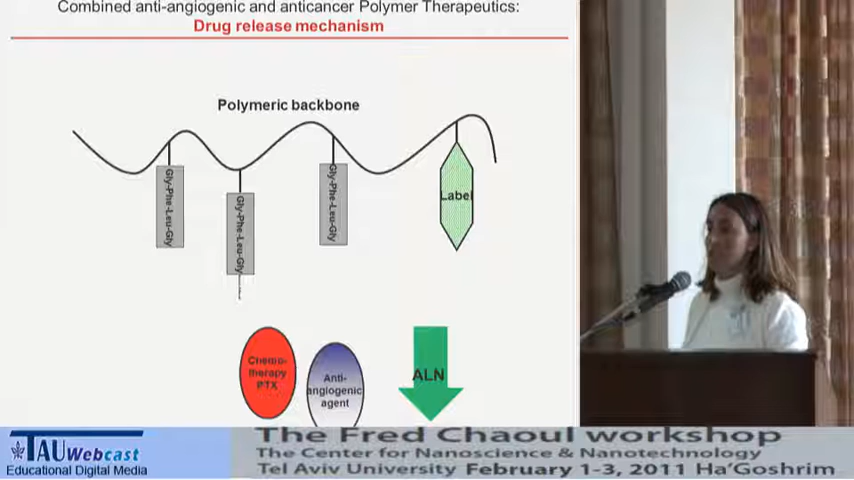 Combined anti-angiogenic and anticancer Polymer Therapeutics:
Drug release mechanism
Polymeric backbone
Gly-Phe-Leu-Gly
Gly-Phe-Leu-Gly
Gly-Phe-Leu-Gly
Label
Chemo-
therapy
PTX
Anti-
angiogenic
agent
ALN
TAU Webcast
Educational Digital Media
The Fred Chaoul workshop
The Center for Nanoscience & Nanotechnology
Tel Aviv University February 1-3, 2011 Ha'Goshrim